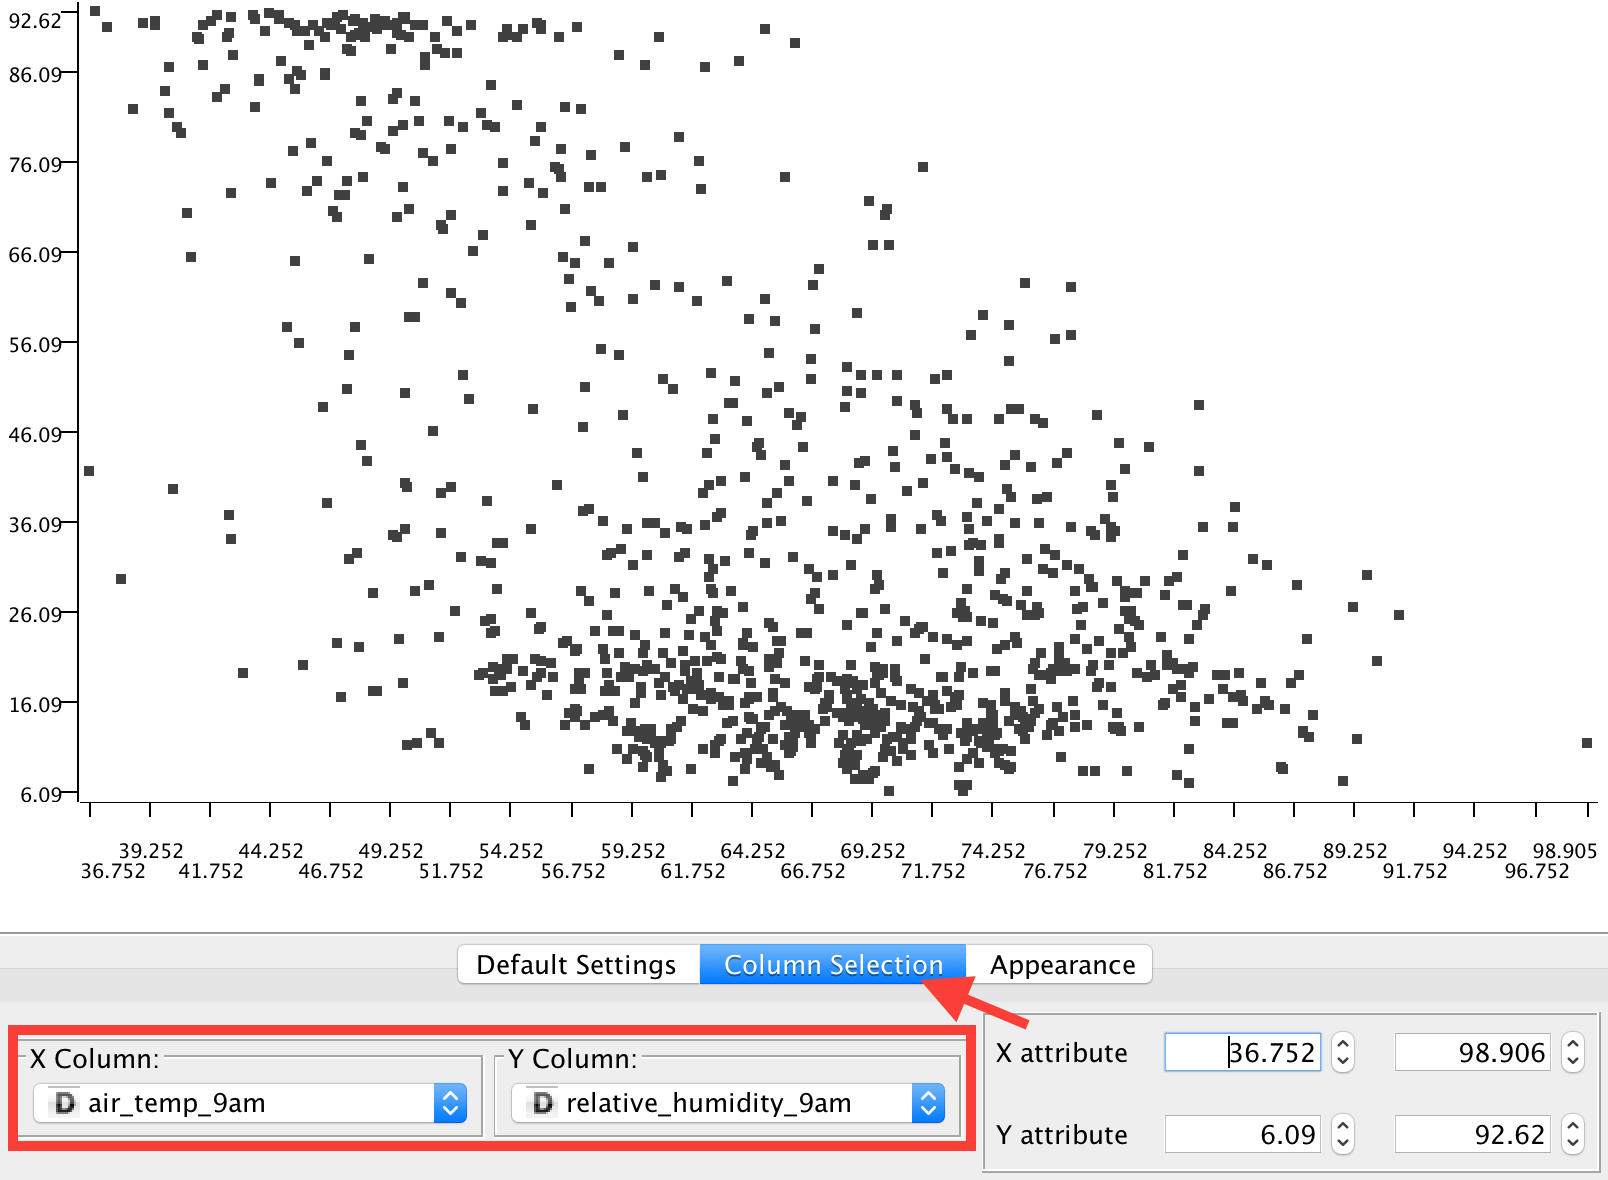 92.62
86.09
76.09
66.09
56.09
46.09
36.09
26.09
16.09
6.09
39.252 44.252 49.252 54.252 59.252 64.252 69.252 74.252 79.252 84.252 89.252 94.252 98.905
36.752 41.752 46.752 51.752 56.752 61.752 66.752 71.752 76.752 81.752 86.752 91.752 96.752
Default Settings Column Selection Appearance
X Column: Y Column:
D air_temp_9am D relative_humidity_9am
X attribute 36.752 98.906
Y attribute 6.09 92.62